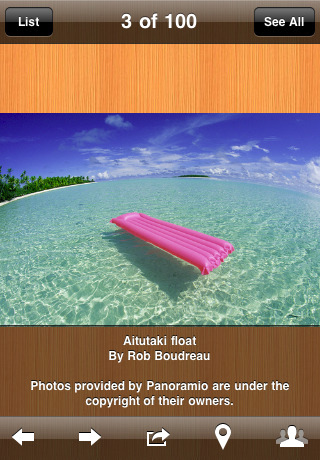 List
3 of 100
See All
Aitutaki float
By Rob Boudreau
Photos provided by Panoramio are under the
copyright of their owners.